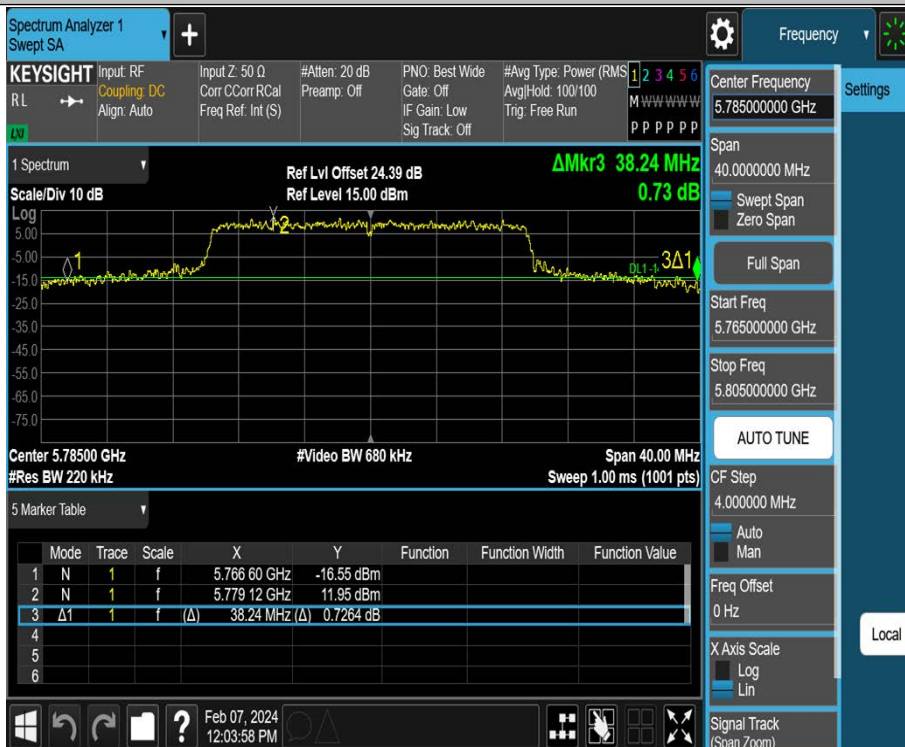 Spectrum Analyzer 1
Swept SA
+
Frequency
KEYSIGHT
RL
LXI
Input: RF
Coupling: DC
Align: Auto
Input Z: 50 Ω
Corr CCorr RCal
Freq Ref: Int (S)
#Atten: 20 dB
Preamp: Off
PNO: Best Wide
Gate: Off
IF Gain: Low
Sig Track: Off
#Avg Type: Power (RMS
Avg|Hold: 100/100
Trig: Free Run
1 2 3 4 5 6
M W W W W W
P P P P P P
1 Spectrum
Scale/Div 10 dB
Log
Ref Lvl Offset 24.39 dB
Ref Level 15.00 dBm
ΔMkr3 38.24 MHz
0.73 dB
5.00
-5.00
-15.0
-25.0
-35.0
-45.0
-55.0
-65.0
-75.0
1
2
3Δ1
DL1 -1
Center 5.78500 GHz
#Video BW 680 kHz
Span 40.00 MHz
#Res BW 220 kHz
Sweep 1.00 ms (1001 pts)
5 Marker Table
Mode Trace Scale X Y Function Function Width Function Value
1 N 1 f 5.766 60 GHz -16.55 dBm
2 N 1 f 5.779 12 GHz 11.95 dBm
3 Δ1 1 f (Δ) 38.24 MHz (Δ) 0.7264 dB
4
5
6
?
Feb 07, 2024
12:03:58 PM
Center Frequency
5.785000000 GHz
Span
40.0000000 MHz
Swept Span
Zero Span
Full Span
Start Freq
5.765000000 GHz
Stop Freq
5.805000000 GHz
AUTO TUNE
CF Step
4.000000 MHz
Auto
Man
Freq Offset
0 Hz
X Axis Scale
Log
Lin
Signal Track
(Span Zoom)
Settings
Local